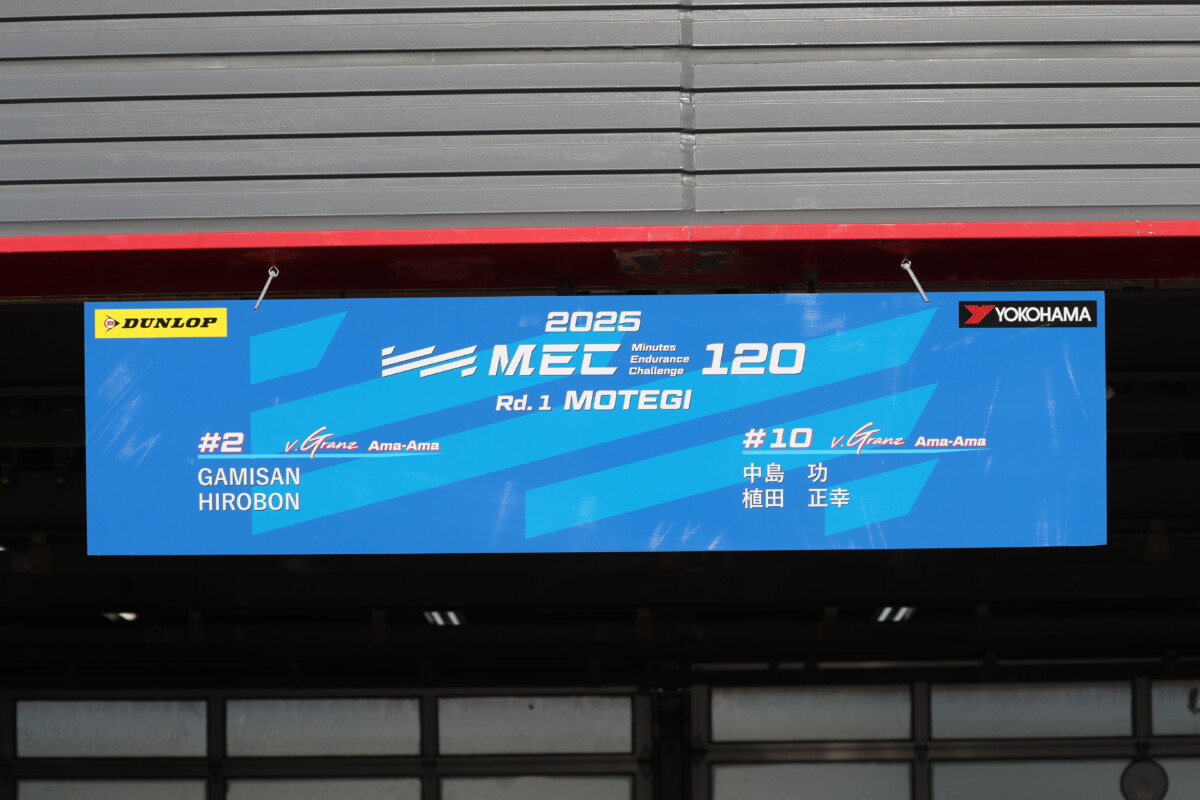 DUNLOP
YOKOHAMA
2025
MEC Minutes Endurance Challenge 120
Rd. 1 MOTEGI
#2 v.Granz Ama-Ama
GAMISAN
HIROBON
#10 v.Granz Ama-Ama
中島 功
植田 正幸